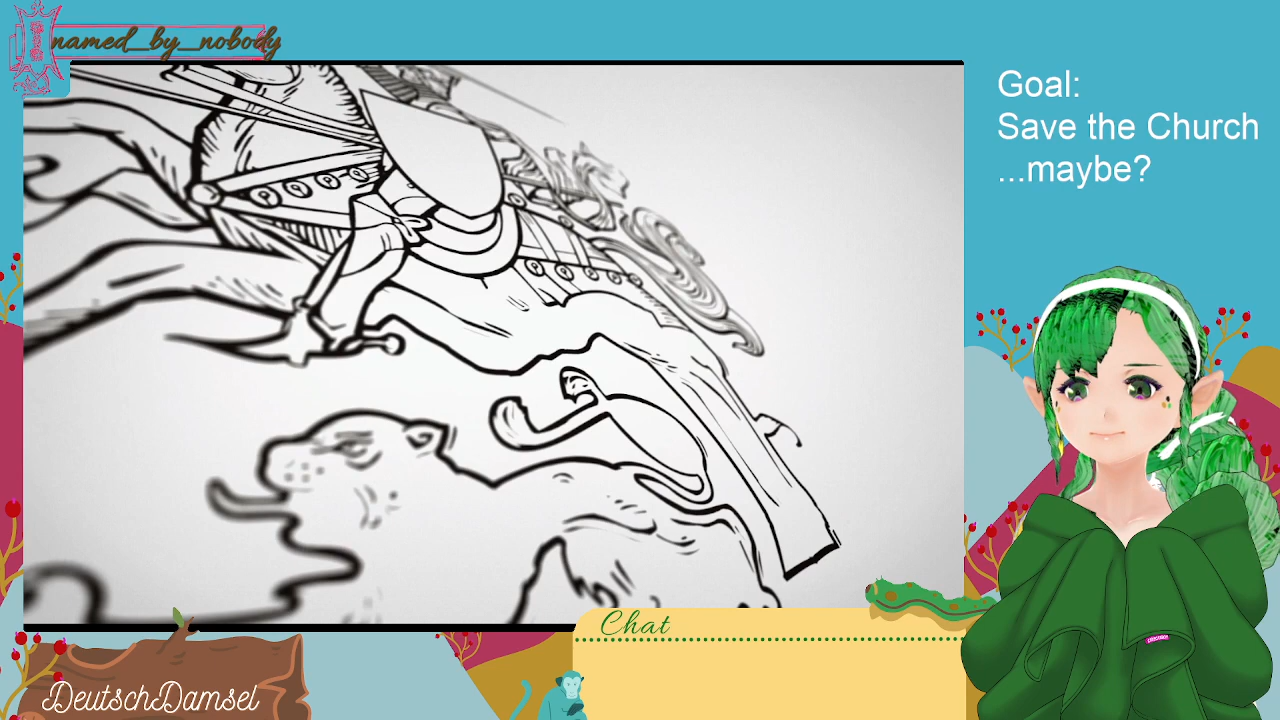 named_by_nobody
Goal:
Save the Church
...maybe?
Chat
DeutschDamsel